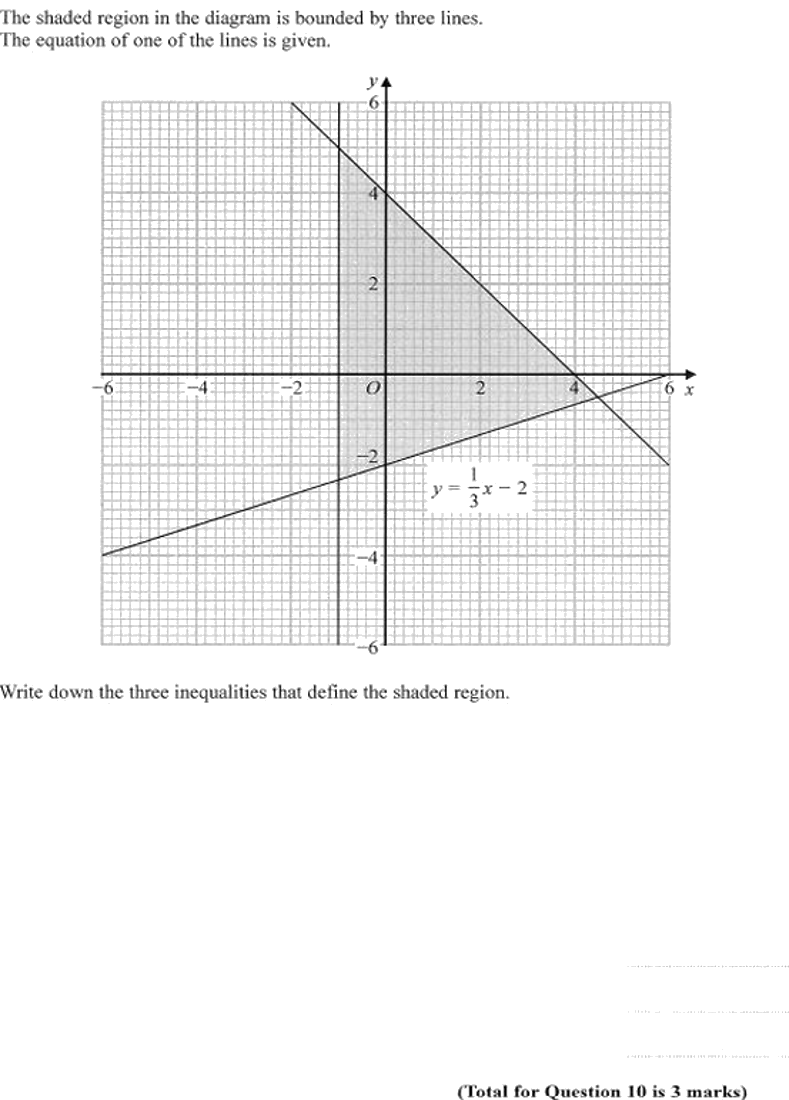 The shaded region in the diagram is bounded by three lines.
The equation of one of the lines is given.
y
6
4
2
-6 -4 -2 O 2 4 6 x
-2
y = 1/3 x - 2
-4
-6
Write down the three inequalities that define the shaded region.
(Total for Question 10 is 3 marks)